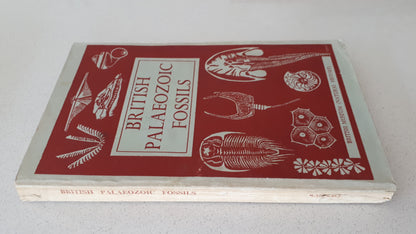 BRITISH
PALAEOZOIC
FOSSILS
BRITISH MUSEUM (NATURAL HISTORY)
BRITISH PALAEOZOIC FOSSILS